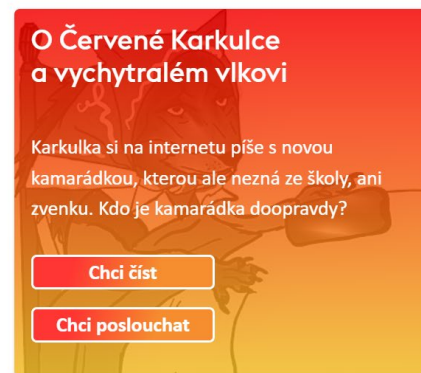 O Červené Karkulce
a vychytralém vlkovi
Karkulka si na internetu píše s novou
kamarádkou, kterou ale nezná ze školy, ani
zvenku. Kdo je kamarádka doopravdy?
Chci číst
Chci poslouchat